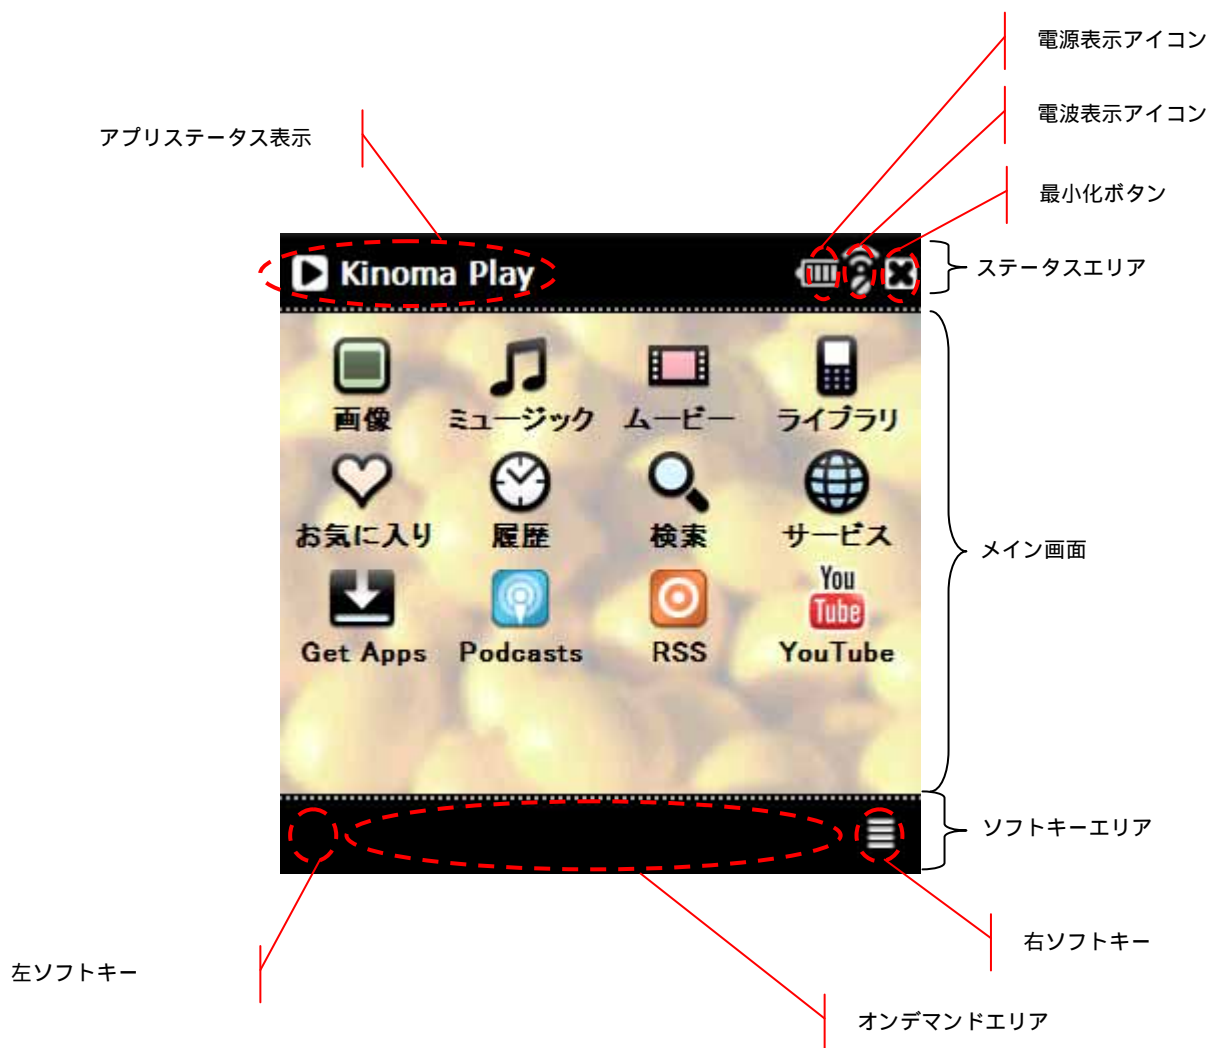 電源表示アイコン
電波表示アイコン
アプリステータス表示
最小化ボタン
Kinoma Play
ステータスエリア
画像 ミュージック ムービー ライブラリ
お気に入り 履歴 検索 サービス
メイン画面
You
Tube
Get Apps Podcasts RSS YouTube
ソフトキーエリア
右ソフトキー
左ソフトキー
オンデマンドエリア